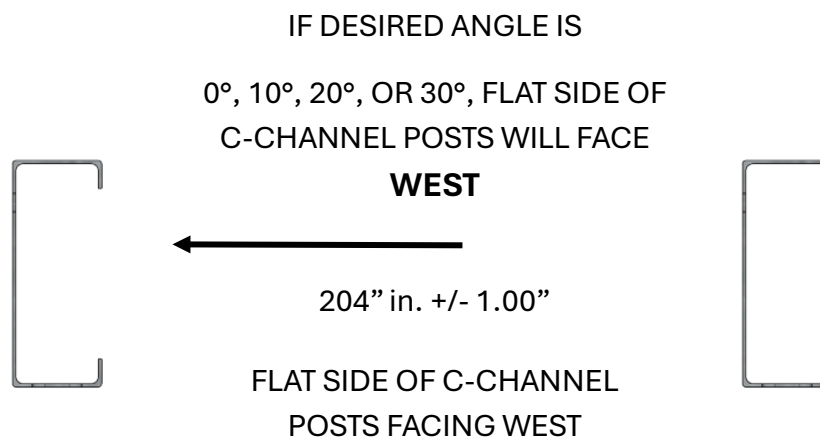 IF DESIRED ANGLE IS
0°, 10°, 20°, OR 30°, FLAT SIDE OF
C-CHANNEL POSTS WILL FACE
WEST
204” in. +/- 1.00”
FLAT SIDE OF C-CHANNEL
POSTS FACING WEST